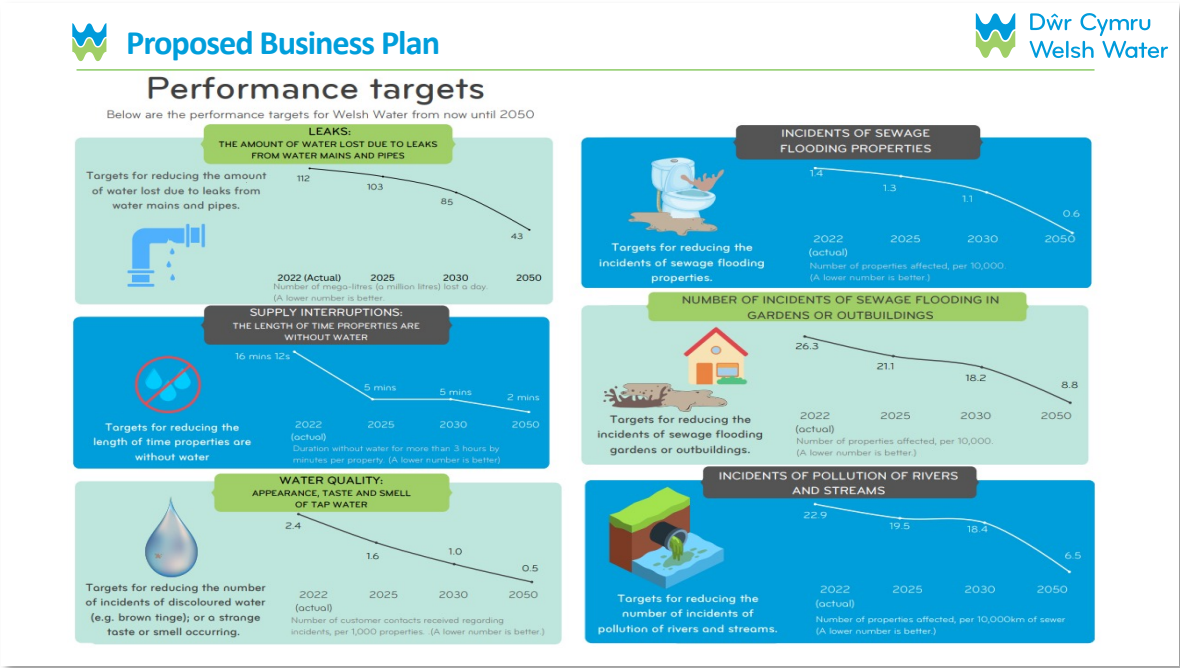 Proposed Business Plan
Dŵr Cymru
Welsh Water
Performance targets
Below are the performance targets for Welsh Water from now until 2050
LEAKS:
THE AMOUNT OF WATER LOST DUE TO LEAKS
FROM WATER MAINS AND PIPES
Targets for reducing the amount
of water lost due to leaks from
water mains and pipes.
112
103
85
43
2022 (Actual) 2025 2030 2050
Number of mega-litres (a million litres) lost a day.
(A lower number is better.
SUPPLY INTERRUPTIONS:
THE LENGTH OF TIME PROPERTIES ARE
WITHOUT WATER
16 mins 12s
5 mins
5 mins
2 mins
Targets for reducing the
length of time properties are
without water
2022 2025 2030 2050
(actual)
Duration without water for more than 3 hours by
minutes per property. (A lower number is better)
WATER QUALITY:
APPEARANCE, TASTE AND SMELL
OF TAP WATER
2.4
1.6
1.0
0.5
Targets for reducing the number
of incidents of discoloured water
(e.g. brown tinge); or a strange
taste or smell occurring.
2022 2025 2030 2050
(actual)
Number of customer contacts received regarding
incidents, per 1,000 properties. .(A lower number is better.)
INCIDENTS OF SEWAGE
FLOODING PROPERTIES
1.4
1.3
1.1
0.6
Targets for reducing the
incidents of sewage flooding
properties.
2022 2025 2030 2050
(actual)
Number of properties affected, per 10,000.
(A lower number is better.)
NUMBER OF INCIDENTS OF SEWAGE FLOODING IN
GARDENS OR OUTBUILDINGS
26.3
21.1
18.2
8.8
Targets for reducing the
incidents of sewage flooding
gardens or outbuildings.
2022 2025 2030 2050
(actual)
Number of properties affected, per 10,000.
(A lower number is better.)
INCIDENTS OF POLLUTION OF RIVERS
AND STREAMS
22.9
19.5
18.4
6.5
Targets for reducing the
number of incidents of
pollution of rivers and streams.
2022 2025 2030 2050
(actual)
Number of properties affected, per 10,000km of sewer
(A lower number is better.)